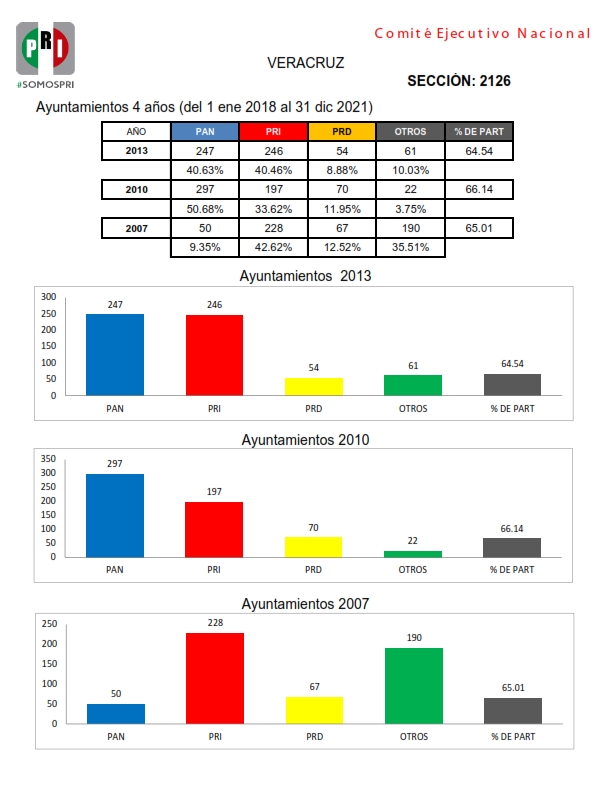 Comité Ejecutivo Nacional
PRI
#SOMOSPRI
VERACRUZ
SECCIÓN: 2126
Ayuntamientos 4 años (del 1 ene 2018 al 31 dic 2021)
AÑO PAN PRI PRD OTROS % DE PART
2013 247 246 54 61 64.54
40.63% 40.46% 8.88% 10.03%
2010 297 197 70 22 66.14
50.68% 33.62% 11.95% 3.75%
2007 50 228 67 190 65.01
9.35% 42.62% 12.52% 35.51%
Ayuntamientos 2013
300
250
200
150
100
50
0
247 246 54 61 64.54
PAN PRI PRD OTROS % DE PART
Ayuntamientos 2010
350
300
250
200
150
100
50
0
297 197 70 22 66.14
PAN PRI PRD OTROS % DE PART
Ayuntamientos 2007
250
200
150
100
50
0
50 228 67 190 65.01
PAN PRI PRD OTROS % DE PART